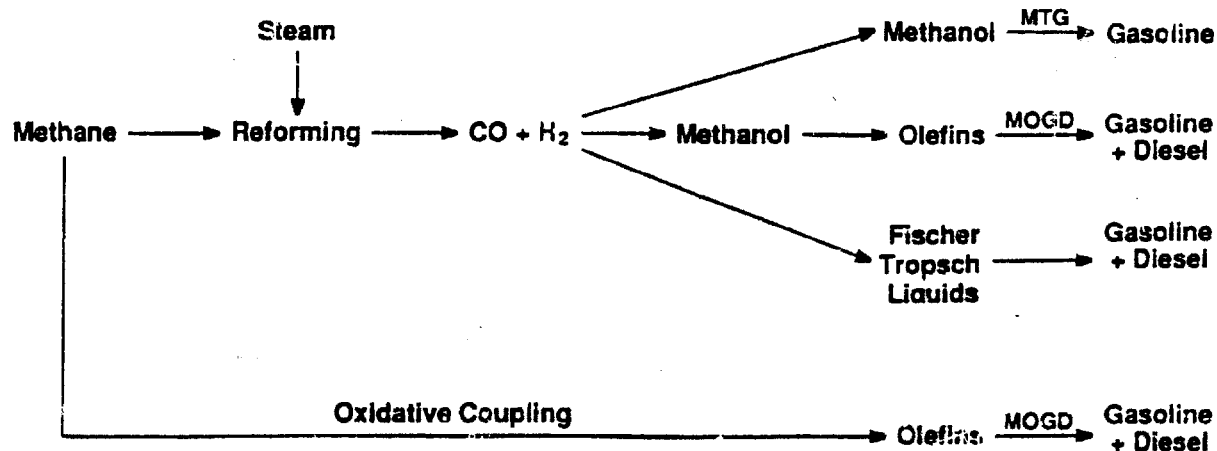 Steam
Methanol
MTG
Gasoline
Methane
Reforming
CO + H₂
Methanol
Olefins
MOGD
Gasoline
+ Diesel
Fischer
Tropsch
Liquids
Gasoline
+ Diesel
Oxidative Coupling
Olefins
MOGD
Gasoline
+ Diesel